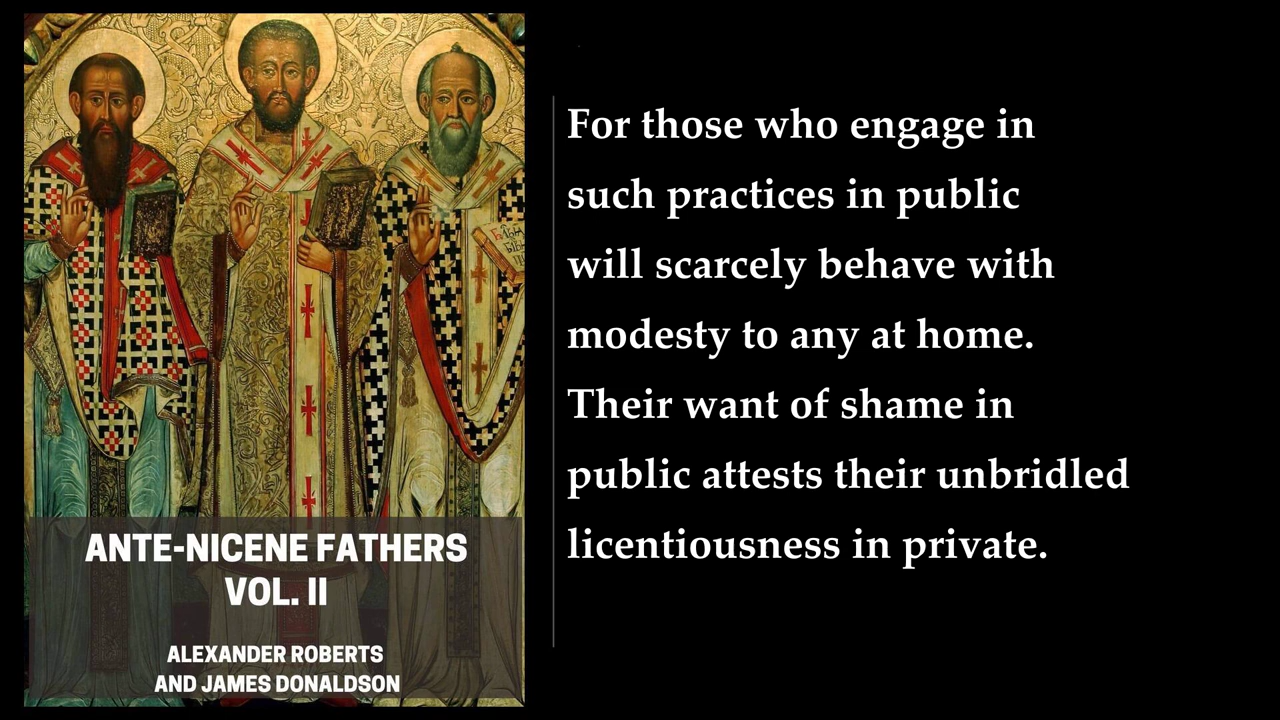 ANTE-NICENE FATHERS
VOL. II
ALEXANDER ROBERTS
AND JAMES DONALDSON
For those who engage in
such practices in public
will scarcely behave with
modesty to any at home.
Their want of shame in
public attests their unbridled
licentiousness in private.